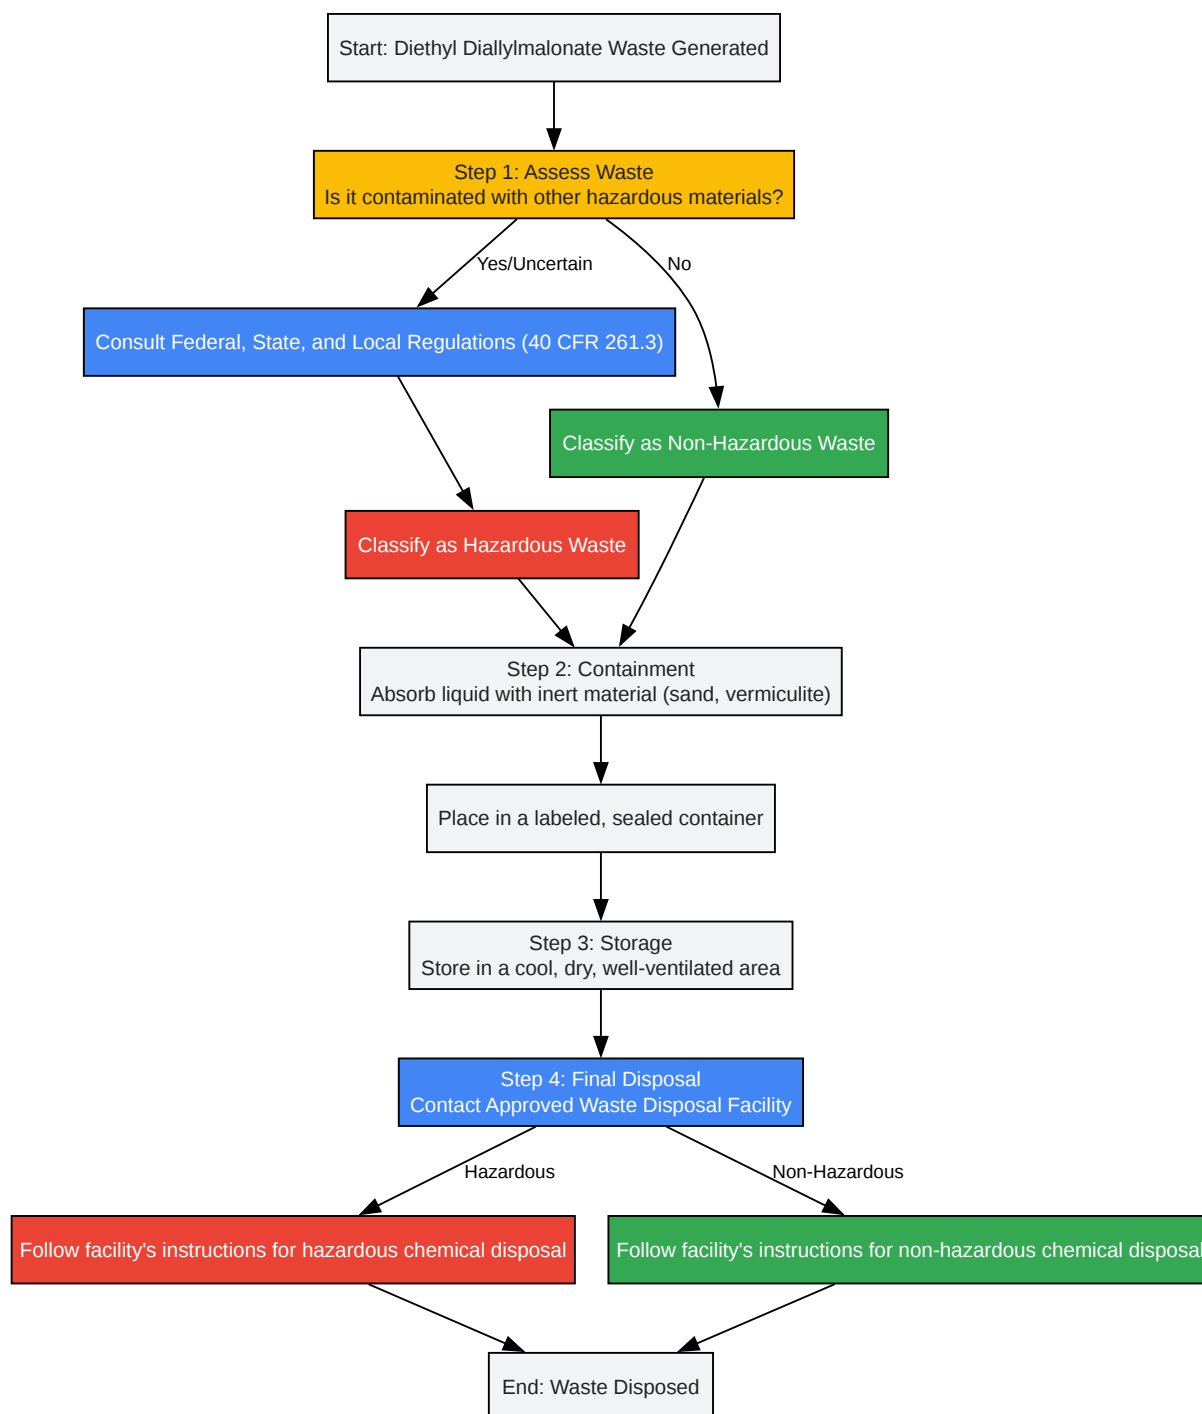 Start: Diethyl Diallylmalonate Waste Generated
Step 1: Assess Waste
Is it contaminated with other hazardous materials?
Yes/Uncertain
No
Consult Federal, State, and Local Regulations (40 CFR 261.3)
Classify as Non-Hazardous Waste
Classify as Hazardous Waste
Step 2: Containment
Absorb liquid with inert material (sand, vermiculite)
Place in a labeled, sealed container
Step 3: Storage
Store in a cool, dry, well-ventilated area
Step 4: Final Disposal
Contact Approved Waste Disposal Facility
Hazardous
Non-Hazardous
Follow facility's instructions for hazardous chemical disposal
Follow facility's instructions for non-hazardous chemical disposal
End: Waste Disposed